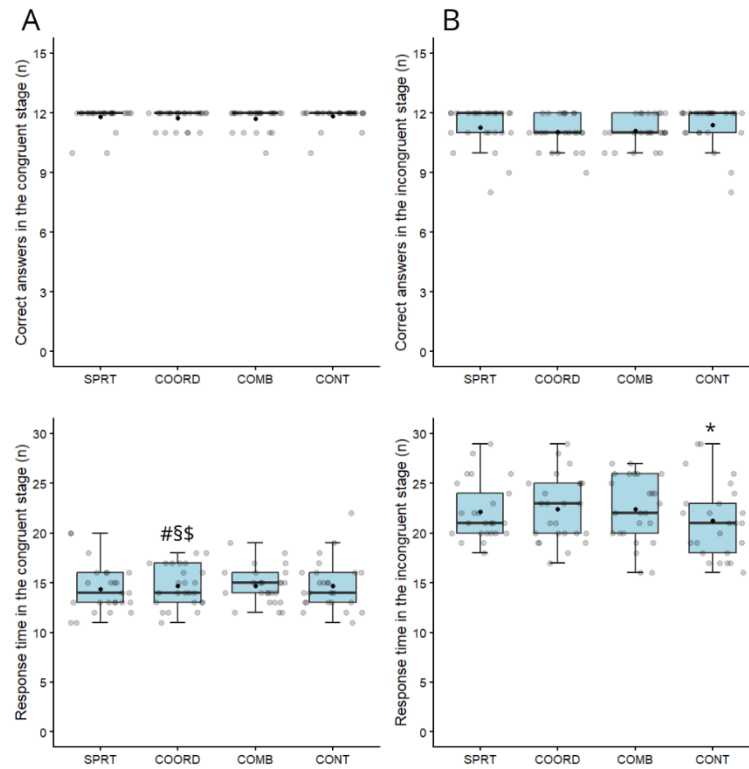 A
Correct answers in the congruent stage (n)
15
12
9
6
3
0
SPRT COORD COMB CONT
B
Correct answers in the incongruent stage (n)
15
12
9
6
3
0
SPRT COORD COMB CONT
Response time in the congruent stage (n)
30
25
20
15
10
5
0
#§$
SPRT COORD COMB CONT
Response time in the incongruent stage (n)
30
25
20
15
10
5
0
*
SPRT COORD COMB CONT